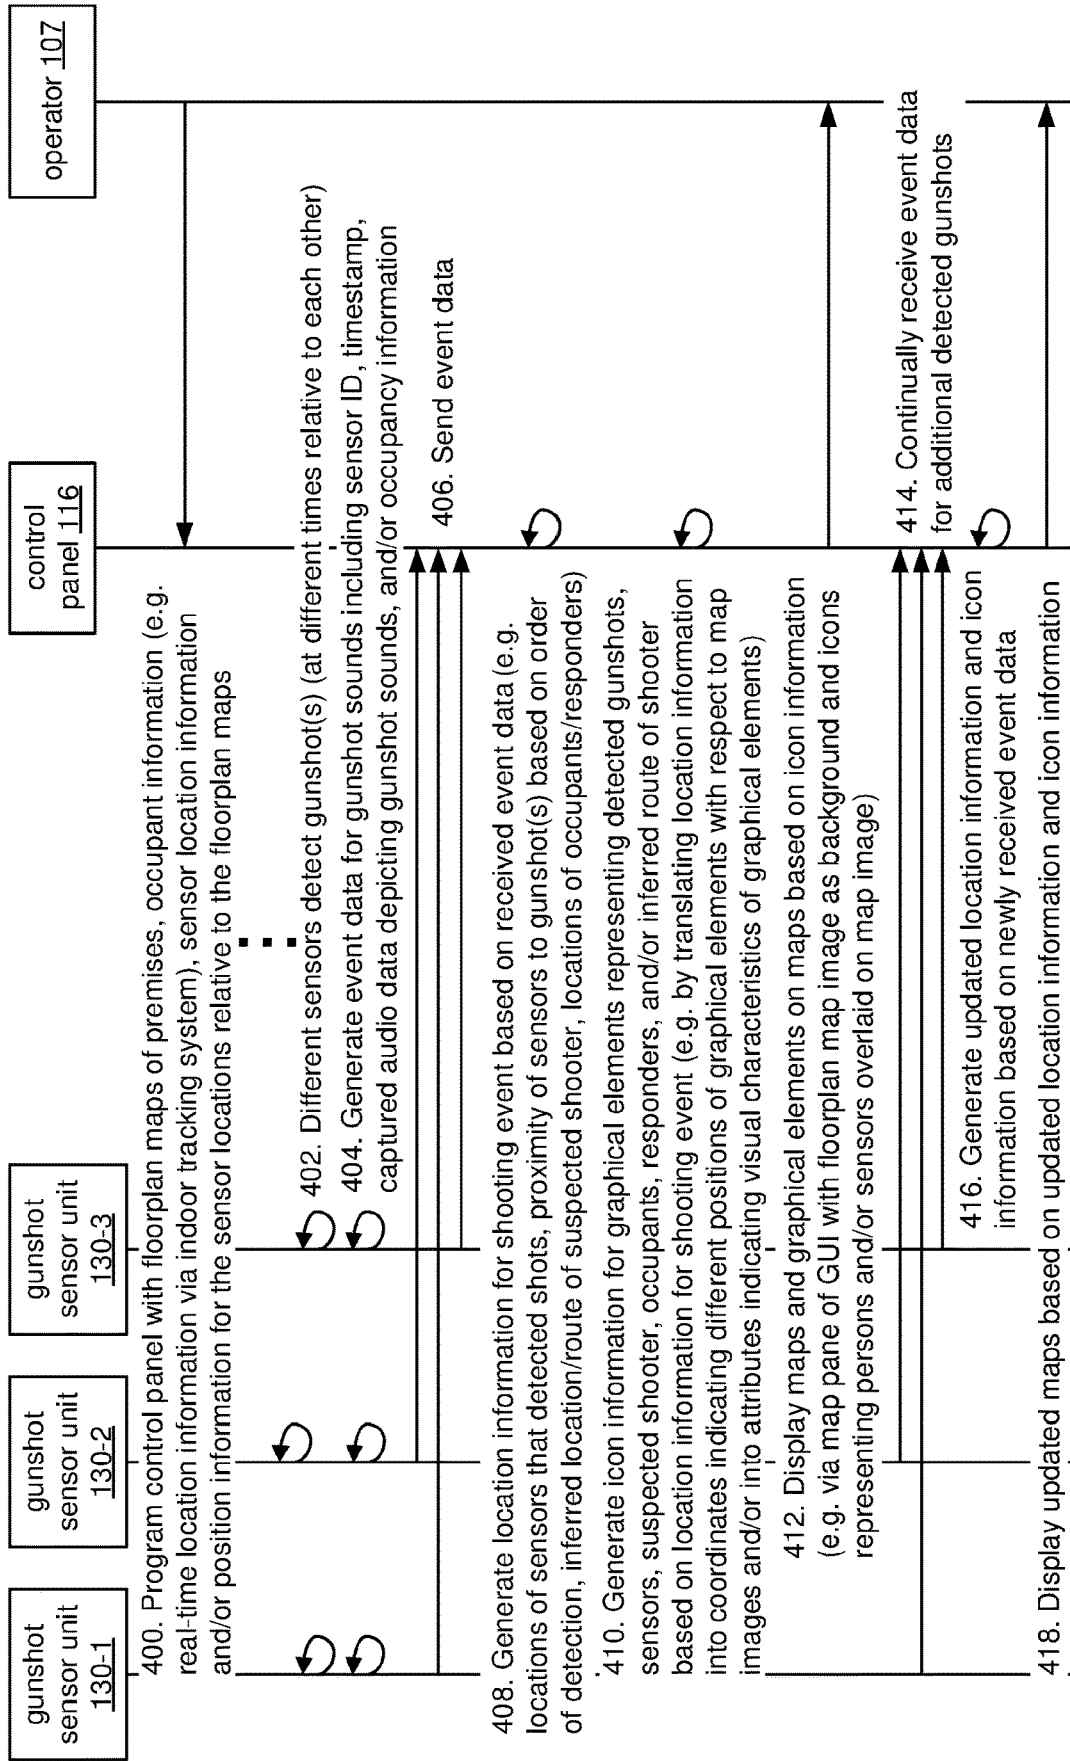 gunshot
sensor unit
130-1
gunshot
sensor unit
130-2
gunshot
sensor unit
130-3
control
panel 116
operator 107
400. Program control panel with floorplan maps of premises, occupant information (e.g.
real-time location information via indoor tracking system), sensor location information
and/or position information for the sensor locations relative to the floorplan maps
402. Different sensors detect gunshot(s) (at different times relative to each other)
404. Generate event data for gunshot sounds including sensor ID, timestamp,
captured audio data depicting gunshot sounds, and/or occupancy information
406. Send event data
408. Generate location information for shooting event based on received event data (e.g.
locations of sensors that detected shots, proximity of sensors to gunshot(s) based on order
of detection, inferred location/route of suspected shooter, locations of occupants/responders)
410. Generate icon information for graphical elements representing detected gunshots,
sensors, suspected shooter, occupants, responders, and/or inferred route of shooter
based on location information for shooting event (e.g. by translating location information
into coordinates indicating different positions of graphical elements with respect to map
images and/or into attributes indicating visual characteristics of graphical elements)
412. Display maps and graphical elements on maps based on icon information
(e.g. via map pane of GUI with floorplan map image as background and icons
representing persons and/or sensors overlaid on map image)
414. Continually receive event data
for additional detected gunshots
416. Generate updated location information and icon
information based on newly received event data
418. Display updated maps based on updated location information and icon information